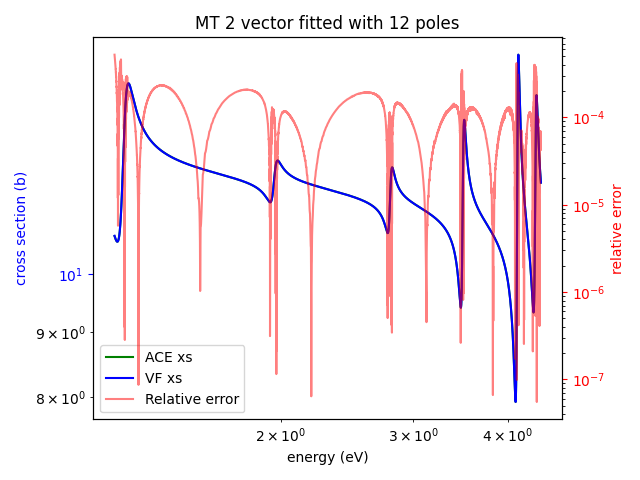 MT 2 vector fitted with 12 poles
cross section (b)
10¹
9 × 10⁰
8 × 10⁰
ACE xs
VF xs
Relative error
10⁻⁴
10⁻⁵
10⁻⁶
10⁻⁷
relative error
2 × 10⁰
3 × 10⁰
4 × 10⁰
energy (eV)